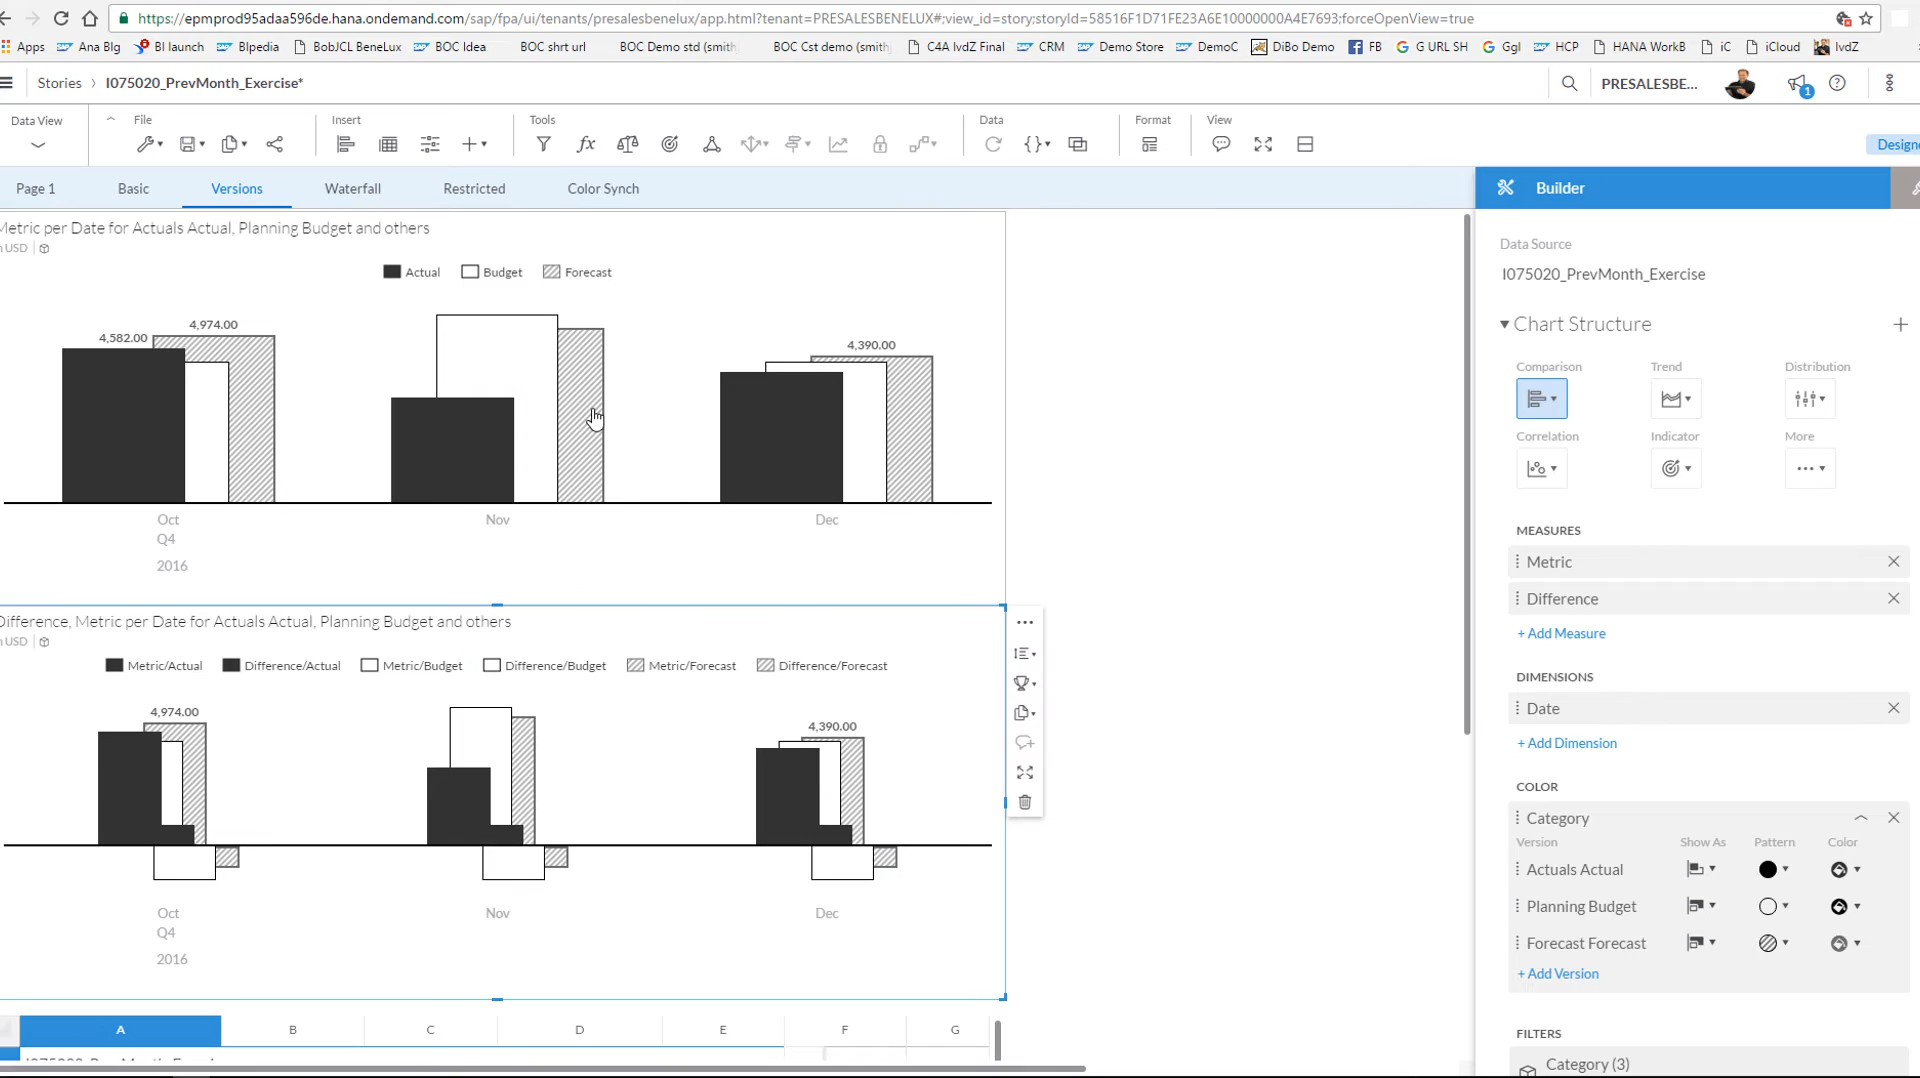 https://epmprod95adaa596de.hana.ondemand.com/sap/fpa/ui/tenants/presalesbenelux/app.html?tenant=PRESALESBENELUX#;view_id=story;storyId=58516F1D71FE23A6E10000000A4E7693;forceOpenView=true
Apps Ana Blg BI launch BIpedia BobJCL BeneLux BOC Idea BOC shrt url BOC Demo std (smith BOC Cst demo (smith C4A IvdZ Final CRM Demo Store DemoC DiBo Demo FB G URL SH Ggl HCP HANA WorkB iC iCloud IvdZ
Stories I075020_PrevMonth_Exercise* PRESALESBE... 1
Data View File Insert Tools Data Format View
Designe
Page 1 Basic Versions Waterfall Restricted Color Synch
Metric per Date for Actuals Actual, Planning Budget and others
n USD
Actual Budget Forecast
4,582.00 4,974.00 4,390.00
Oct Nov Dec
Q4
2016
Difference, Metric per Date for Actuals Actual, Planning Budget and others
n USD
Metric/Actual Difference/Actual Metric/Budget Difference/Budget Metric/Forecast Difference/Forecast
4,974.00 4,390.00
Oct Nov Dec
Q4
2016
A B C D E F G
Builder
Data Source
I075020_PrevMonth_Exercise
Chart Structure
Comparison Trend Distribution
Correlation Indicator More
MEASURES
Metric
Difference
+ Add Measure
DIMENSIONS
Date
+ Add Dimension
COLOR
Category
Version Show As Pattern Color
Actuals Actual
Planning Budget
Forecast Forecast
+ Add Version
FILTERS
Category (3)